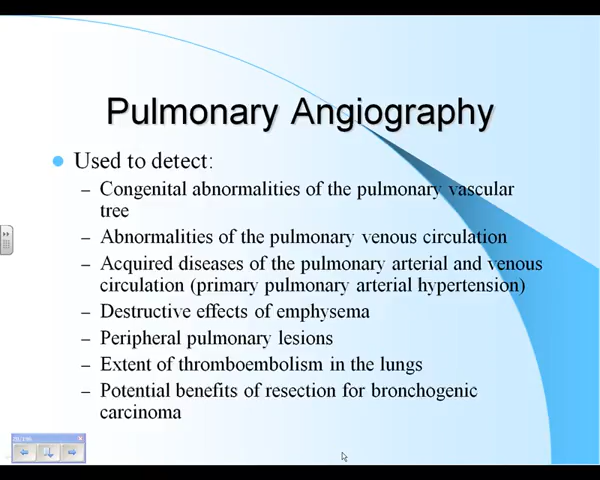 Pulmonary Angiography
Used to detect:
– Congenital abnormalities of the pulmonary vascular
tree
– Abnormalities of the pulmonary venous circulation
– Acquired diseases of the pulmonary arterial and venous
circulation (primary pulmonary arterial hypertension)
– Destructive effects of emphysema
– Peripheral pulmonary lesions
– Extent of thromboembolism in the lungs
– Potential benefits of resection for bronchogenic
carcinoma